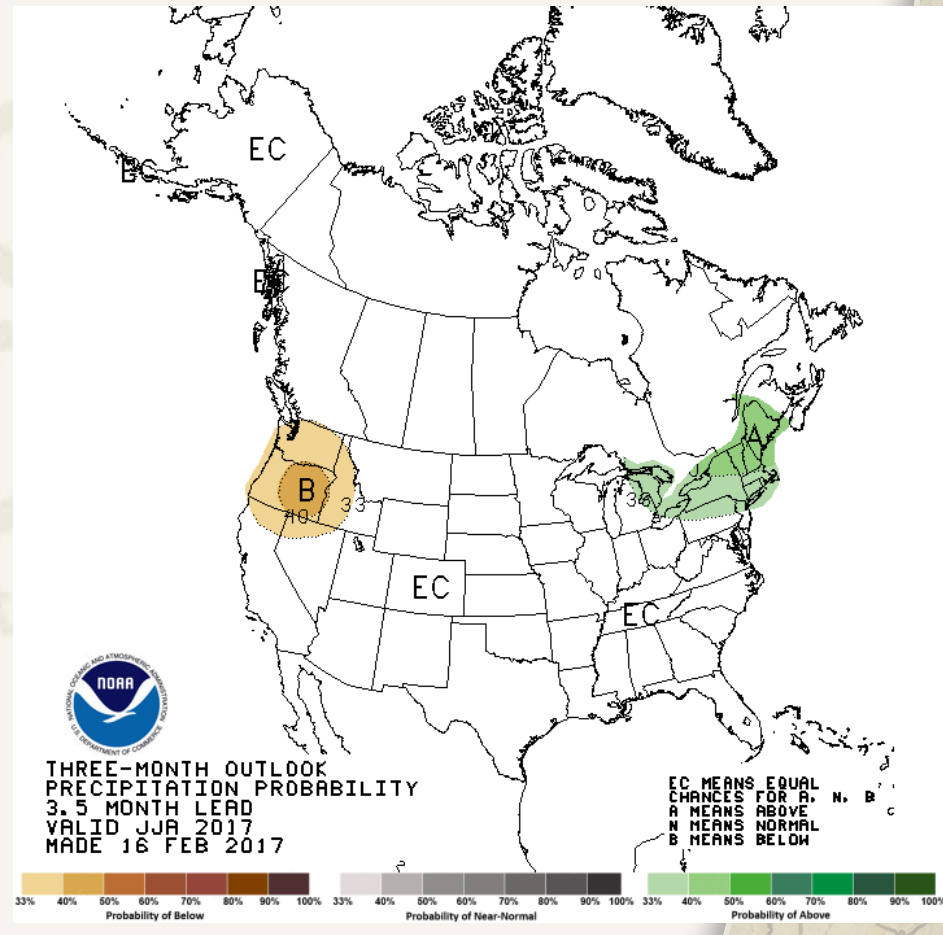 EC
EC
EC
A
B
33
40
EC
EC
NATIONAL OCEANIC AND ATMOSPHERIC ADMINISTRATION
NOAA
U.S. DEPARTMENT OF COMMERCE
THREE-MONTH OUTLOOK
PRECIPITATION PROBABILITY
3.5 MONTH LEAD
VALID JJA 2017
MADE 16 FEB 2017
EC MEANS EQUAL
CHANCES FOR A, N, B
A MEANS ABOVE
N MEANS NORMAL
B MEANS BELOW
33% 40% 50% 60% 70% 80% 90% 100%
Probability of Below
33% 40% 50% 60% 70% 80% 90% 100%
Probability of Near-Normal
33% 40% 50% 60% 70% 80% 90% 100%
Probability of Above